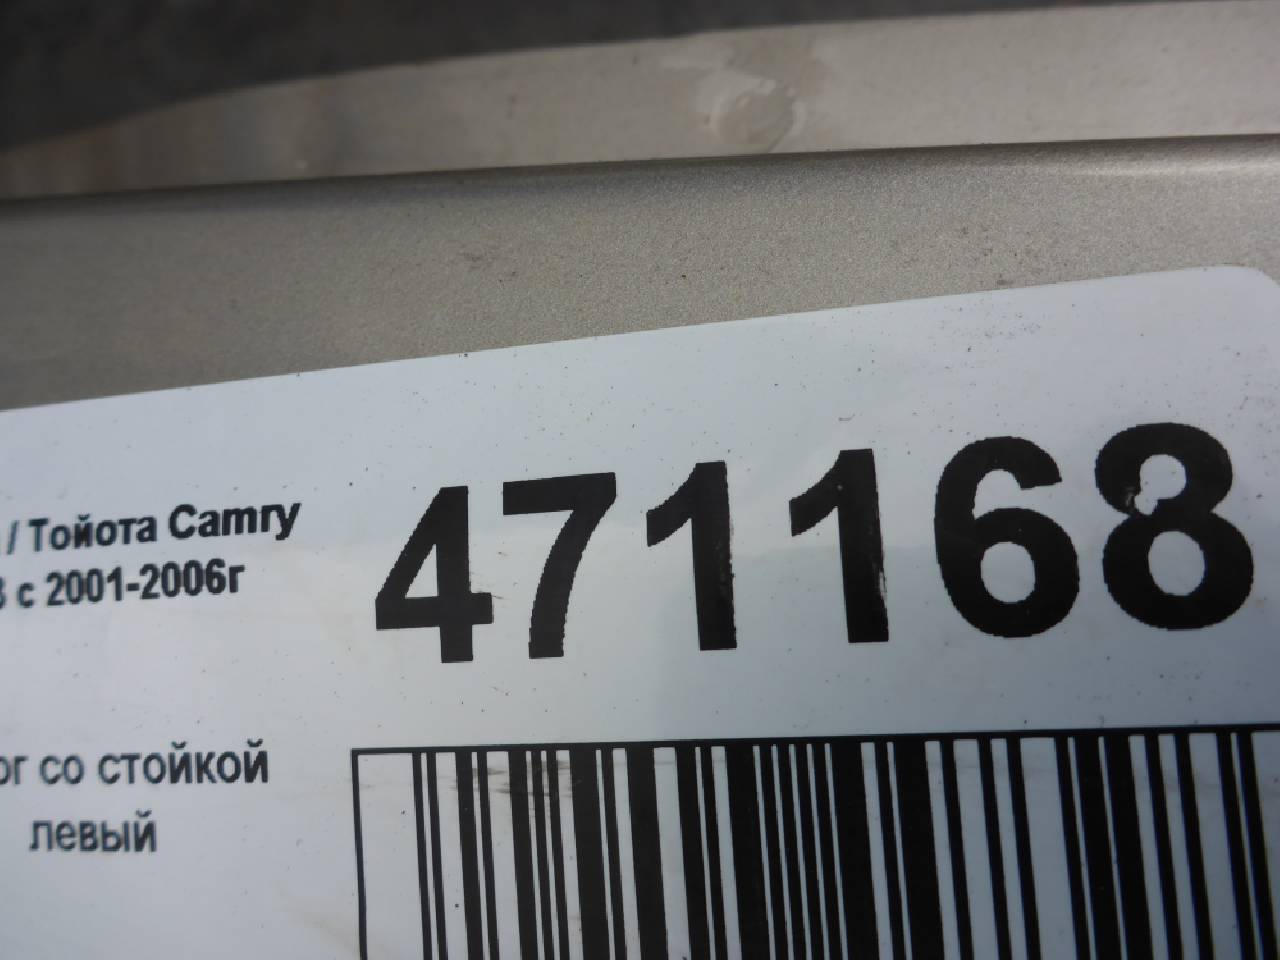 / Тойота Camry
с 2001-2006г
471168
со стойкой
левый